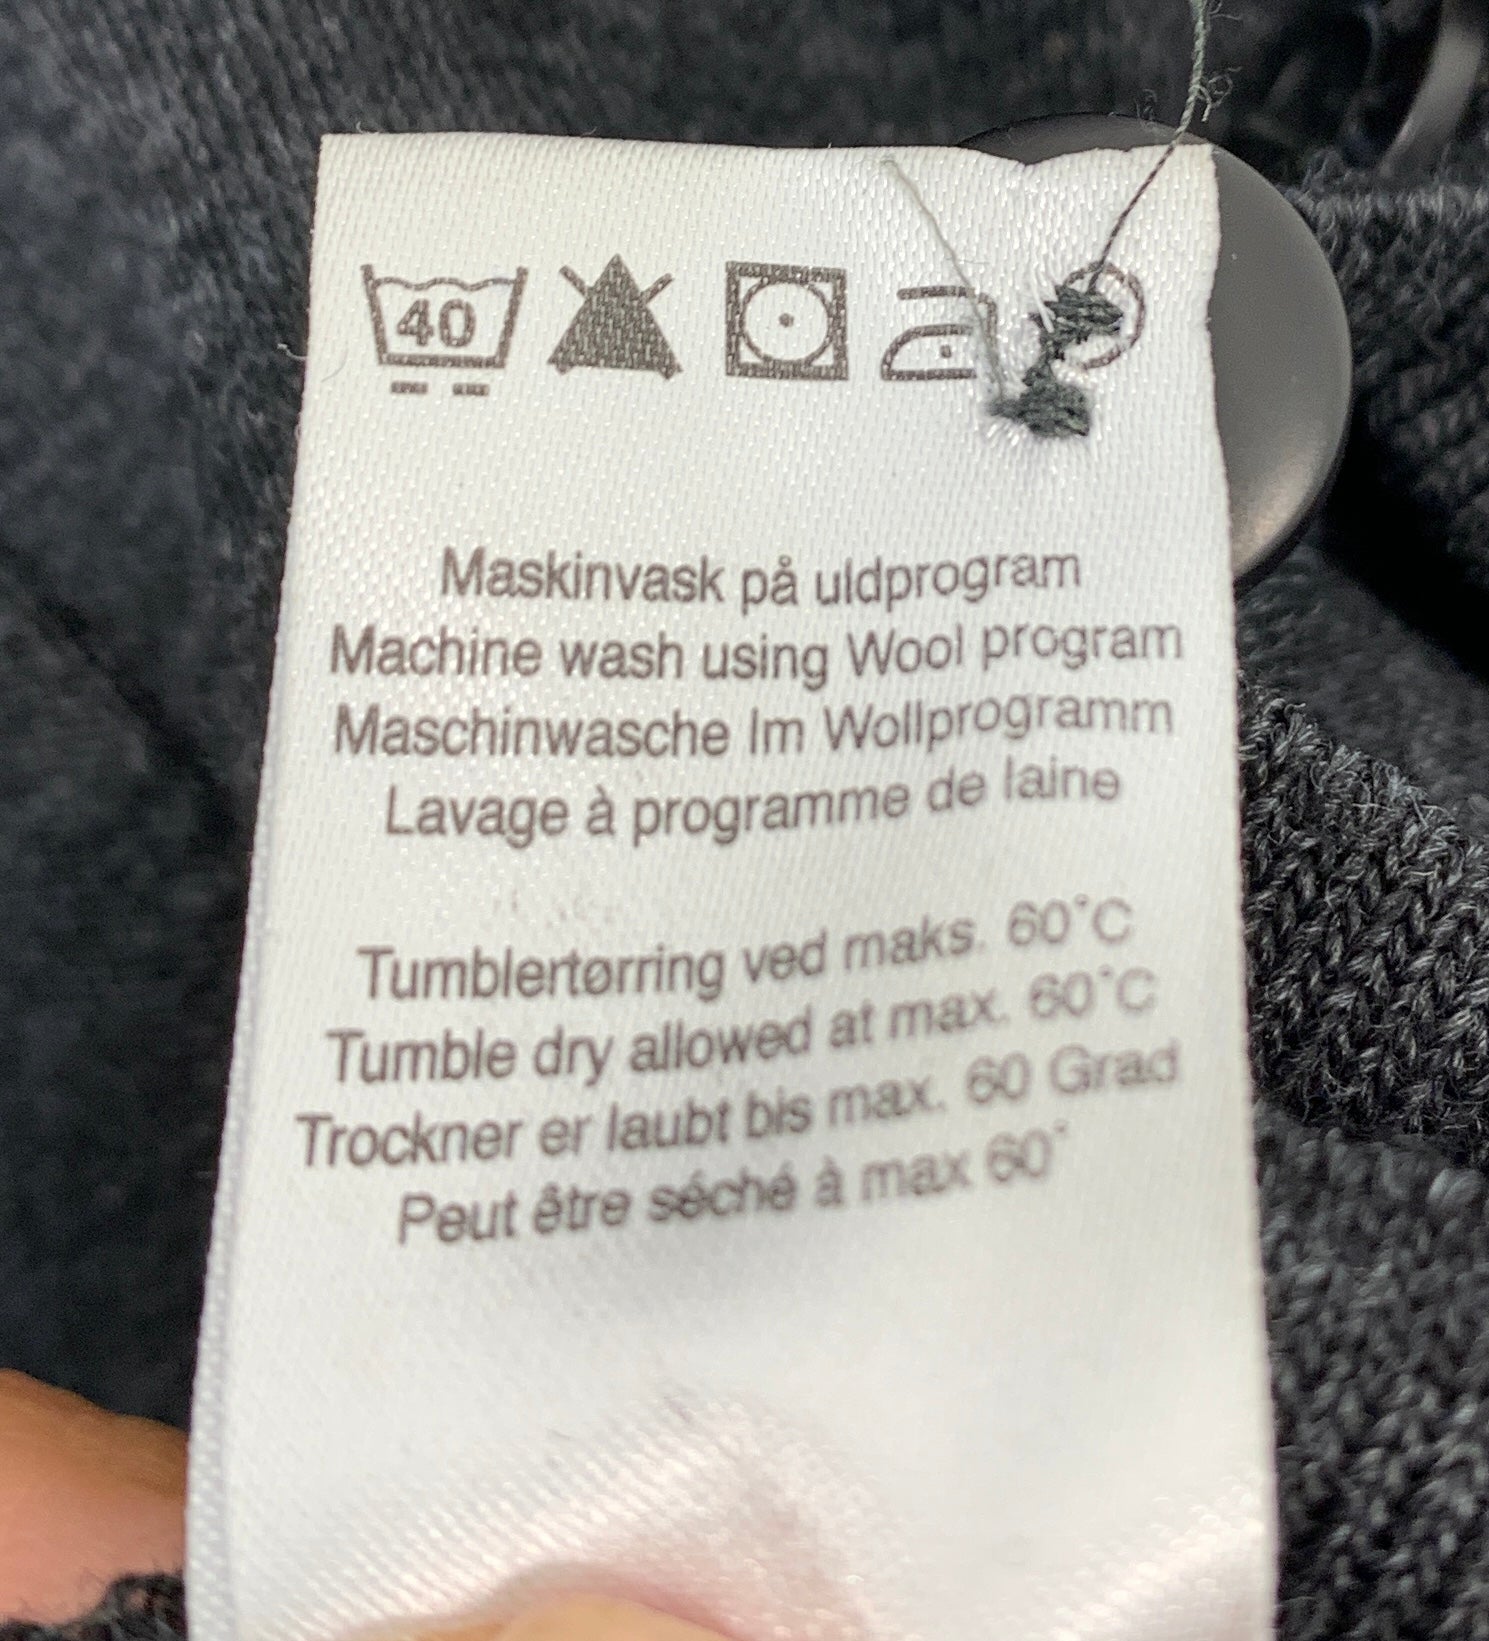 40
Maskinvask på uldprogram
Machine wash using Wool program
Maschinwasche Im Wollprogramm
Lavage à programme de laine
Tumblertørring ved maks. 60°C
Tumble dry allowed at max. 60°C
Trockner er laubt bis max. 60 Grad
Peut être séché à max 60°